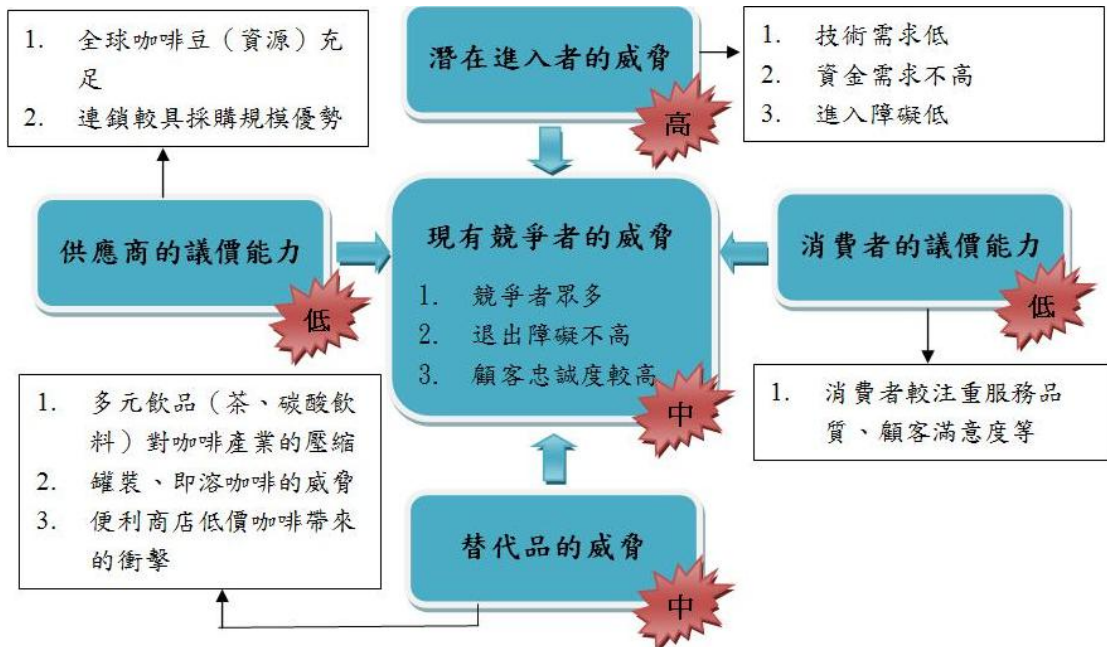 1. 全球咖啡豆（資源）充
足
2. 連鎖較具採購規模優勢
潛在進入者的威脅
高
1. 技術需求低
2. 資金需求不高
3. 進入障礙低
供應商的議價能力
低
現有競爭者的威脅
1. 競爭者眾多
2. 退出障礙不高
3. 顧客忠誠度較高
中
消費者的議價能力
低
1. 多元飲品（茶、碳酸飲
料）對咖啡產業的壓縮
2. 罐裝、即溶咖啡的威脅
3. 便利商店低價咖啡帶來
的衝擊
替代品的威脅
中
1. 消費者較注重服務品
質、顧客滿意度等